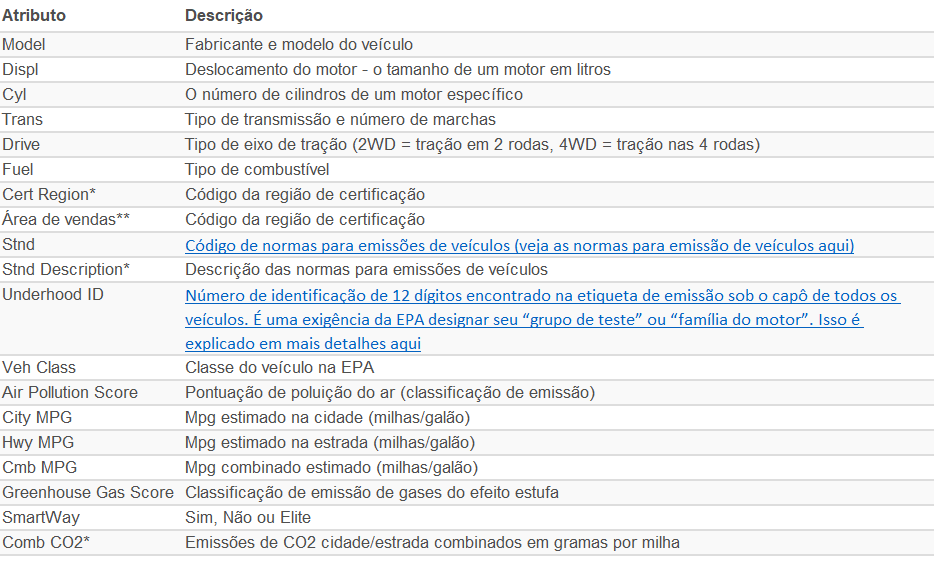 Atributo Descrição
Model Fabricante e modelo do veículo
Displ Deslocamento do motor - o tamanho de um motor em litros
Cyl O número de cilindros de um motor específico
Trans Tipo de transmissão e número de marchas
Drive Tipo de eixo de tração (2WD = tração em 2 rodas, 4WD = tração nas 4 rodas)
Fuel Tipo de combustível
Cert Region* Código da região de certificação
Área de vendas** Código da região de certificação
Stnd Código de normas para emissões de veículos (veja as normas para emissão de veículos aqui)
Stnd Description* Descrição das normas para emissões de veículos
Underhood ID Número de identificação de 12 dígitos encontrado na etiqueta de emissão sob o capô de todos os
veículos. É uma exigência da EPA designar seu “grupo de teste” ou “família do motor”. Isso é
explicado em mais detalhes aqui
Veh Class Classe do veículo na EPA
Air Pollution Score Pontuação de poluição do ar (classificação de emissão)
City MPG Mpg estimado na cidade (milhas/galão)
Hwy MPG Mpg estimado na estrada (milhas/galão)
Cmb MPG Mpg combinado estimado (milhas/galão)
Greenhouse Gas Score Classificação de emissão de gases do efeito estufa
SmartWay Sim, Não ou Elite
Comb CO2* Emissões de CO2 cidade/estrada combinados em gramas por milha